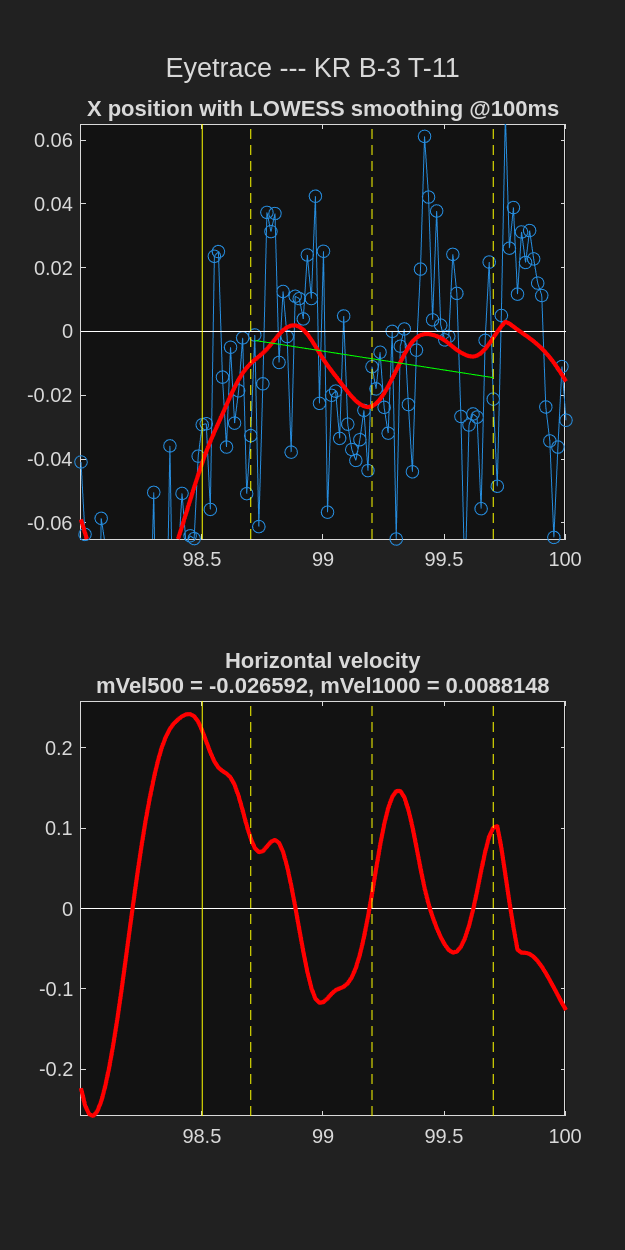 Eyetrace --- KR B-3 T-11
X position with LOWESS smoothing @100ms
0.06
0.04
0.02
0
-0.02
-0.04
-0.06
98.5 99 99.5 100
Horizontal velocity
mVel500 = -0.026592, mVel1000 = 0.0088148
0.2
0.1
0
-0.1
-0.2
98.5 99 99.5 100